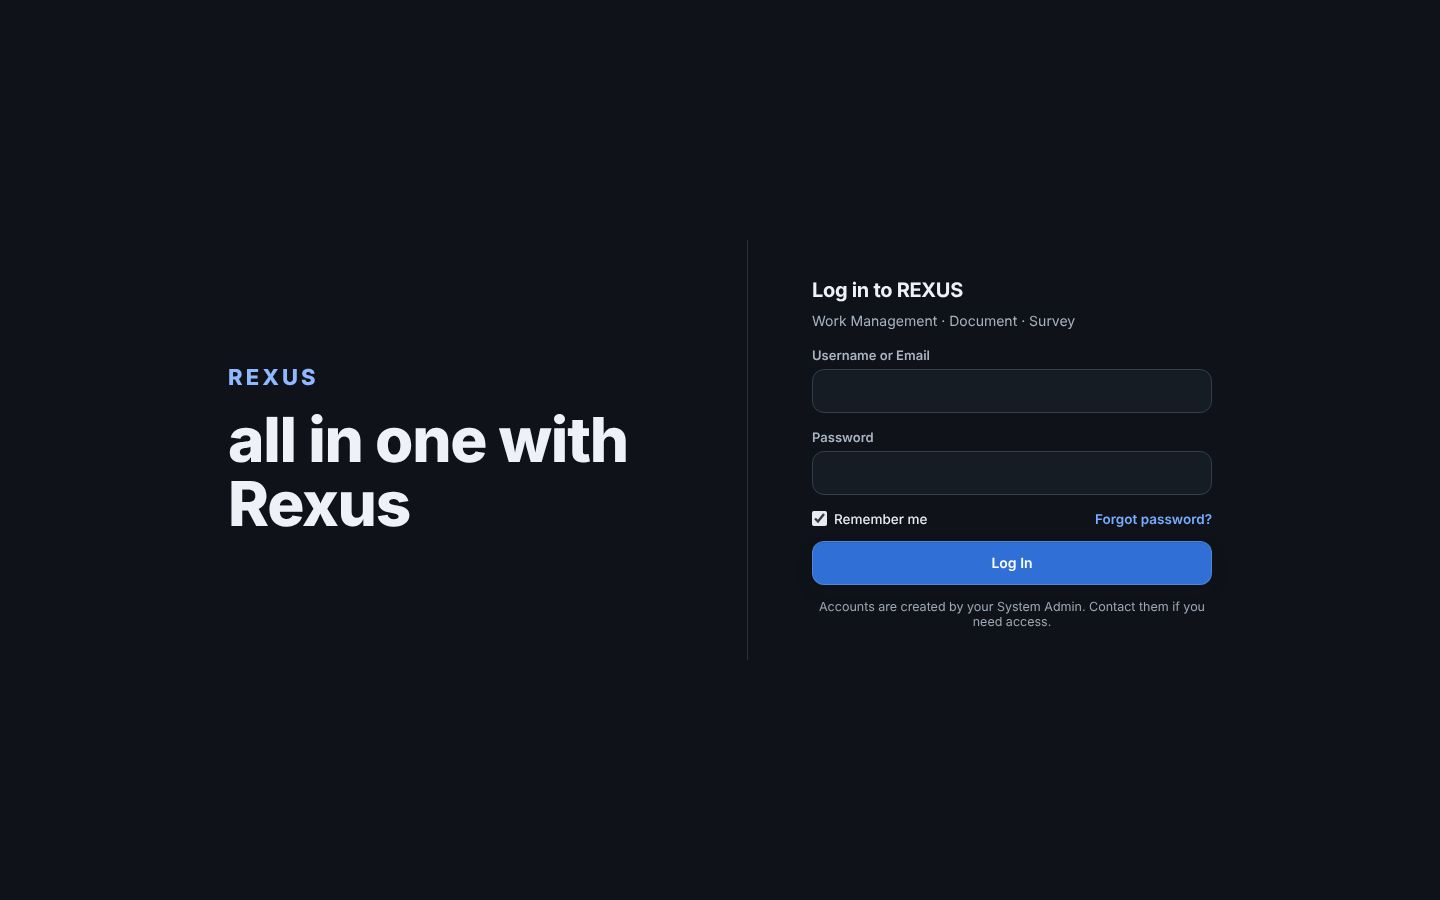 REXUS
all in one with
Rexus
Log in to REXUS
Work Management · Document · Survey
Username or Email
Password
Remember me
Forgot password?
Log In
Accounts are created by your System Admin. Contact them if you
need access.